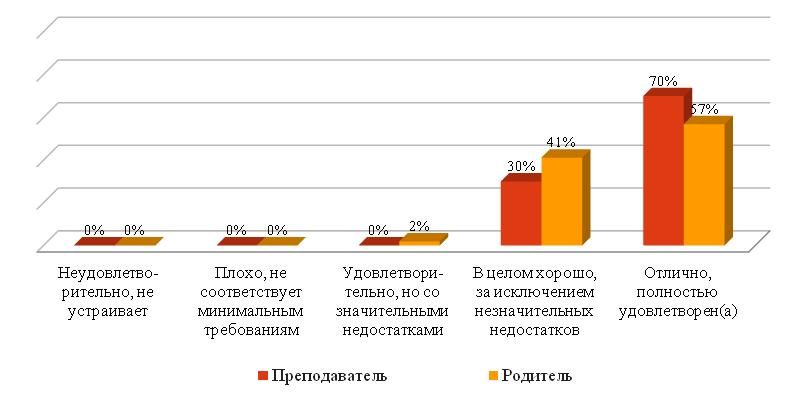 70%
57%
41%
30%
2%
0% 0% 0% 0% 0%
Неудовлетво-
рительно, не
устраивает
Плохо, не
соответствует
минимальным
требованиям
Удовлетвори-
тельно, но со
значительными
недостатками
В целом хорошо,
за исключением
незначительных
недостатков
Отлично,
полностью
удовлетворен(а)
Преподаватель
Родитель